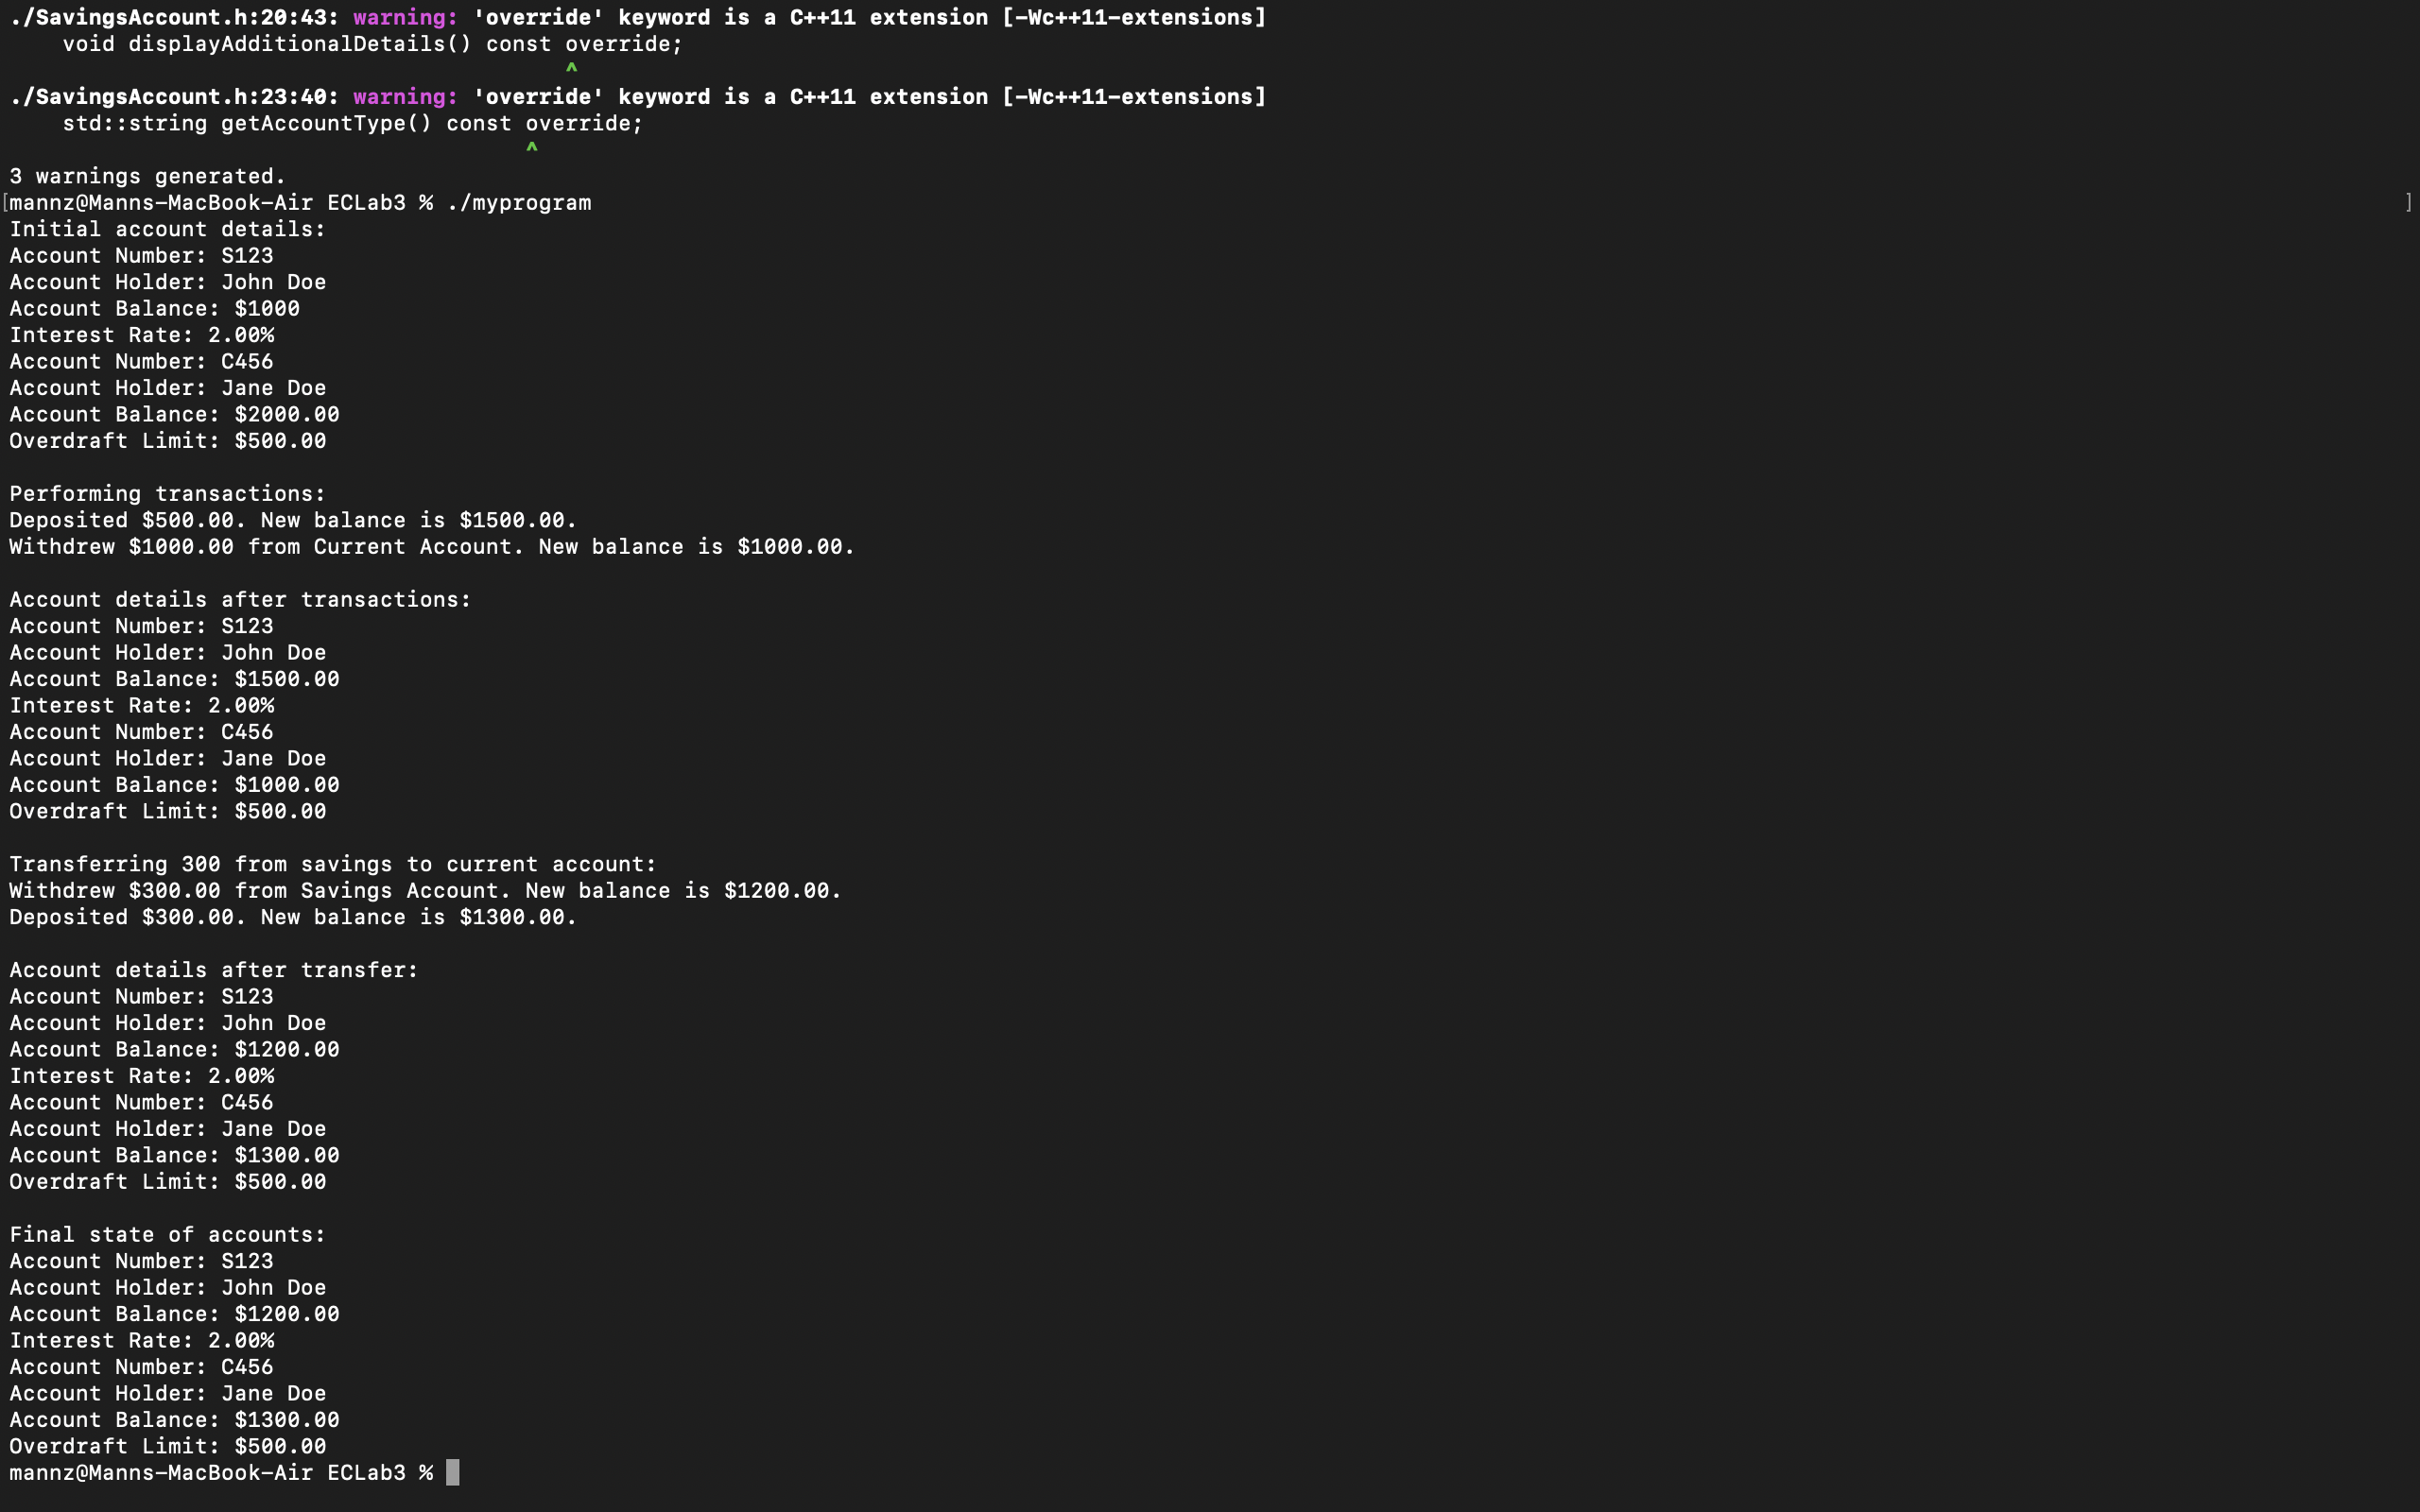 ./SavingsAccount.h:20:43: warning: 'override' keyword is a C++11 extension [-Wc++11-extensions]
    void displayAdditionalDetails() const override;
                                          ^
./SavingsAccount.h:23:40: warning: 'override' keyword is a C++11 extension [-Wc++11-extensions]
    std::string getAccountType() const override;
                                       ^
3 warnings generated.
[mannz@Manns-MacBook-Air ECLab3 % ./myprogram ]
Initial account details:
Account Number: S123
Account Holder: John Doe
Account Balance: $1000
Interest Rate: 2.00%
Account Number: C456
Account Holder: Jane Doe
Account Balance: $2000.00
Overdraft Limit: $500.00

Performing transactions:
Deposited $500.00. New balance is $1500.00.
Withdrew $1000.00 from Current Account. New balance is $1000.00.

Account details after transactions:
Account Number: S123
Account Holder: John Doe
Account Balance: $1500.00
Interest Rate: 2.00%
Account Number: C456
Account Holder: Jane Doe
Account Balance: $1000.00
Overdraft Limit: $500.00

Transferring 300 from savings to current account:
Withdrew $300.00 from Savings Account. New balance is $1200.00.
Deposited $300.00. New balance is $1300.00.

Account details after transfer:
Account Number: S123
Account Holder: John Doe
Account Balance: $1200.00
Interest Rate: 2.00%
Account Number: C456
Account Holder: Jane Doe
Account Balance: $1300.00
Overdraft Limit: $500.00

Final state of accounts:
Account Number: S123
Account Holder: John Doe
Account Balance: $1200.00
Interest Rate: 2.00%
Account Number: C456
Account Holder: Jane Doe
Account Balance: $1300.00
Overdraft Limit: $500.00
mannz@Manns-MacBook-Air ECLab3 %